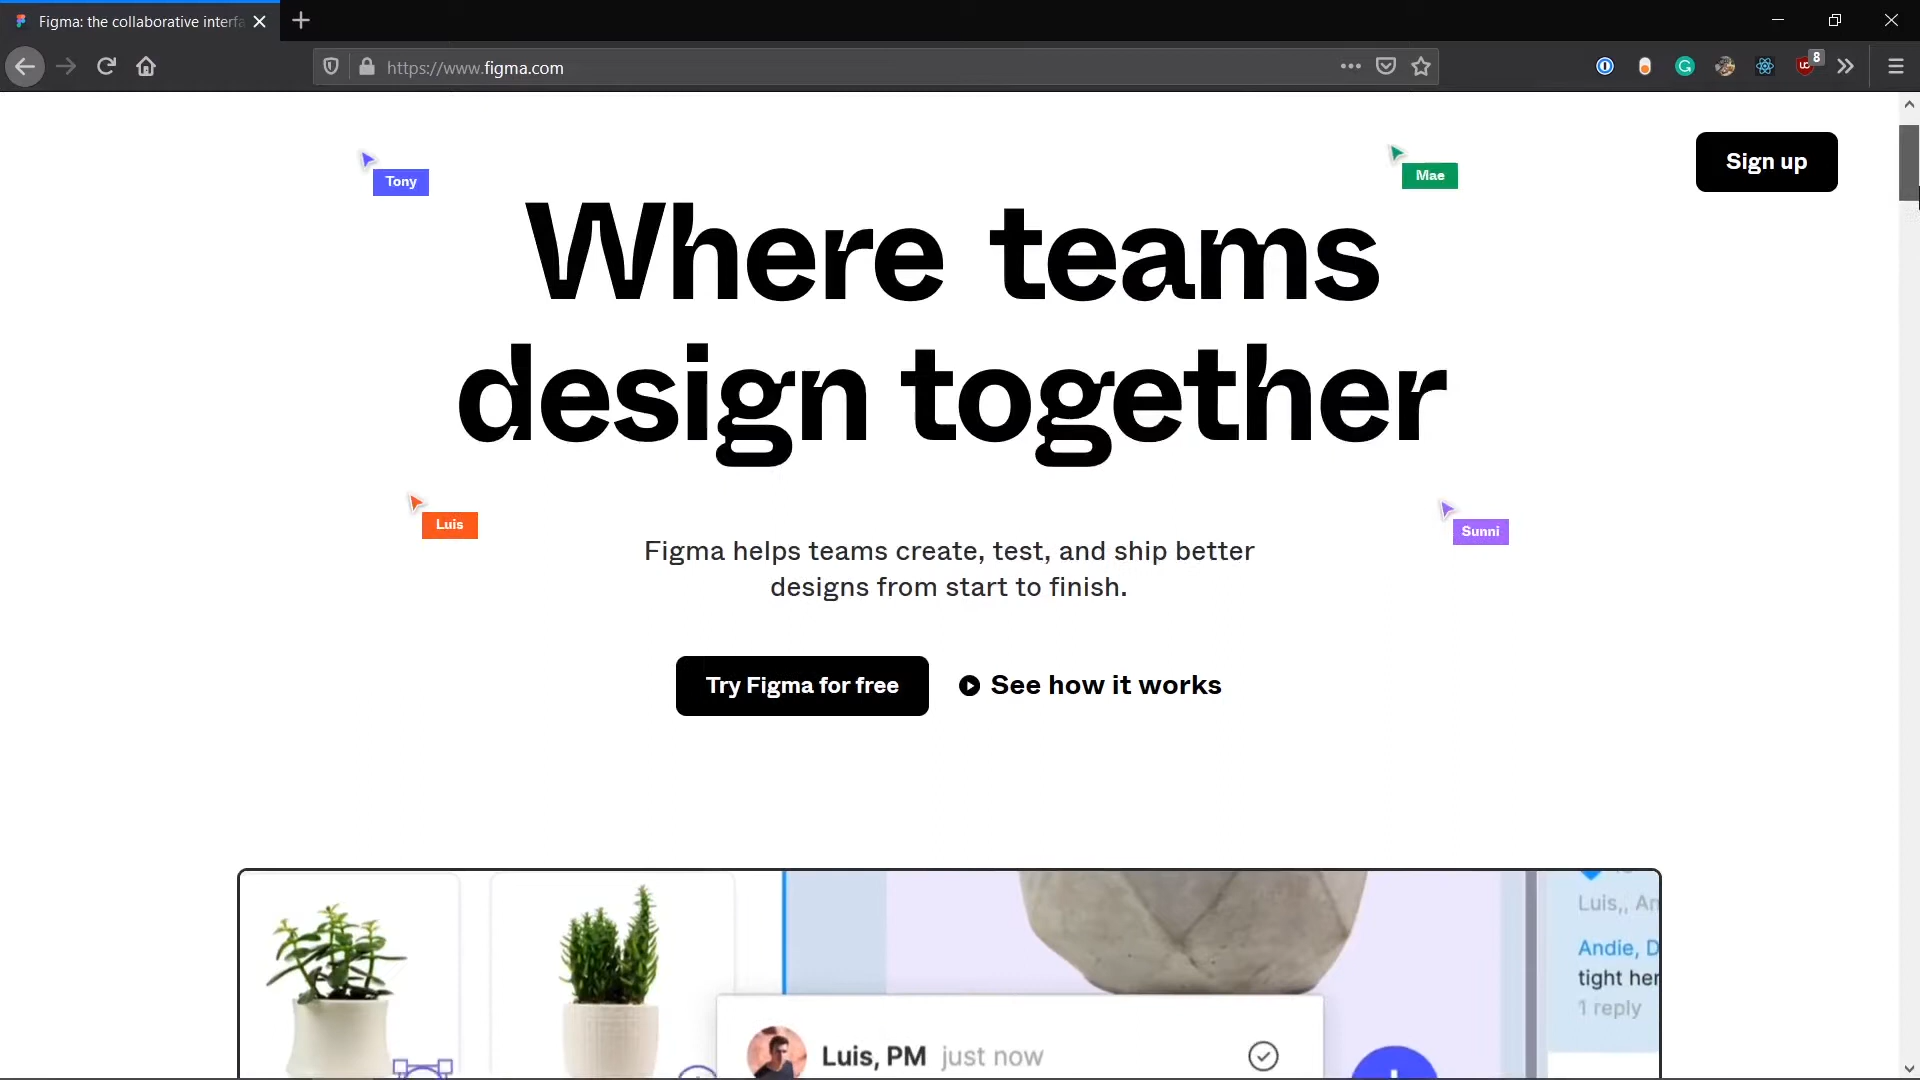 Figma: the collaborative interfa
https://www.figma.com
8
Tony
Mae
Sign up
Where teams
design together
Luis
Sunni
Figma helps teams create, test, and ship better
designs from start to finish.
Try Figma for free
See how it works
Luis,, An
Andie, D
tight her
1 reply
Luis, PM just now